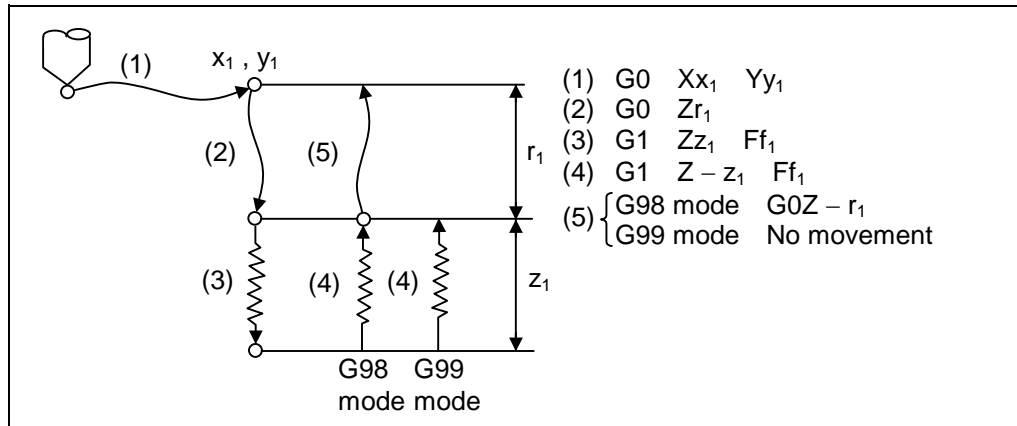 (1)
x₁ , y₁
(2)
(5)
r₁
(3)
(4)
(4)
z₁
G98 mode
G99 mode
(1) G0 Xx₁ Yy₁
(2) G0 Zr₁
(3) G1 Zz₁ Ff₁
(4) G1 Z – z₁ Ff₁
(5) { G98 mode G0Z – r₁
G99 mode No movement